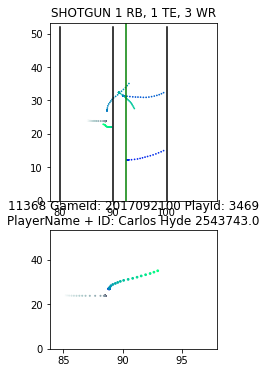 SHOTGUN 1 RB, 1 TE, 3 WR
50
40
30
20
10
0
80 90 100
11368 GameId: 2017092100 PlayId: 3469
PlayerName + ID: Carlos Hyde 2543743.0
40
20
0
85 90 95